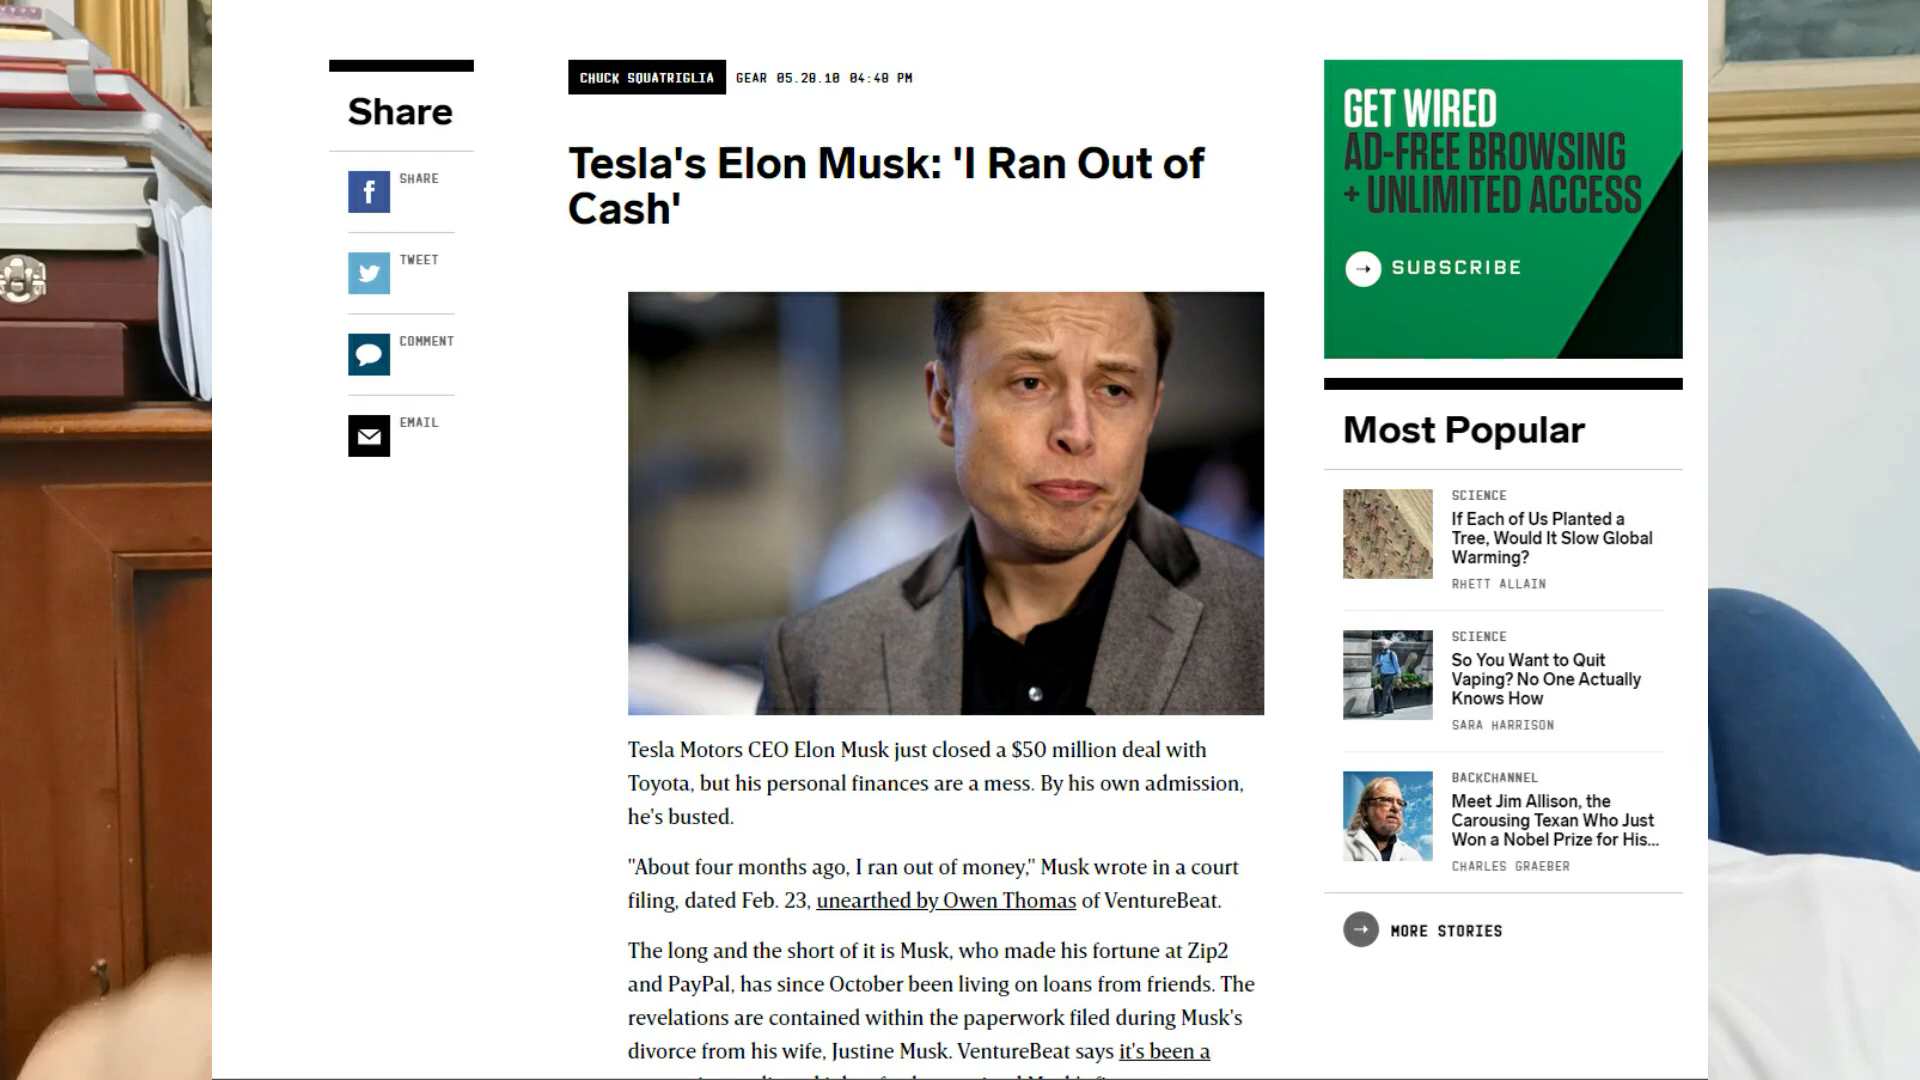 Share
SHARE
TWEET
COMMENT
EMAIL
CHUCK SQUATRIGLIA GEAR 05.28.10 04:40 PM
Tesla's Elon Musk: 'I Ran Out of
Cash'
Tesla Motors CEO Elon Musk just closed a $50 million deal with
Toyota, but his personal finances are a mess. By his own admission,
he's busted.
"About four months ago, I ran out of money," Musk wrote in a court
filing, dated Feb. 23, unearthed by Owen Thomas of VentureBeat.
The long and the short of it is Musk, who made his fortune at Zip2
and PayPal, has since October been living on loans from friends. The
revelations are contained within the paperwork filed during Musk's
divorce from his wife, Justine Musk. VentureBeat says it's been a
GET WIRED
AD-FREE BROWSING
+ UNLIMITED ACCESS
SUBSCRIBE
Most Popular
SCIENCE
If Each of Us Planted a
Tree, Would It Slow Global
Warming?
RHETT ALLAIN
SCIENCE
So You Want to Quit
Vaping? No One Actually
Knows How
SARA HARRISON
BACKCHANNEL
Meet Jim Allison, the
Carousing Texan Who Just
Won a Nobel Prize for His...
CHARLES GRAEBER
MORE STORIES